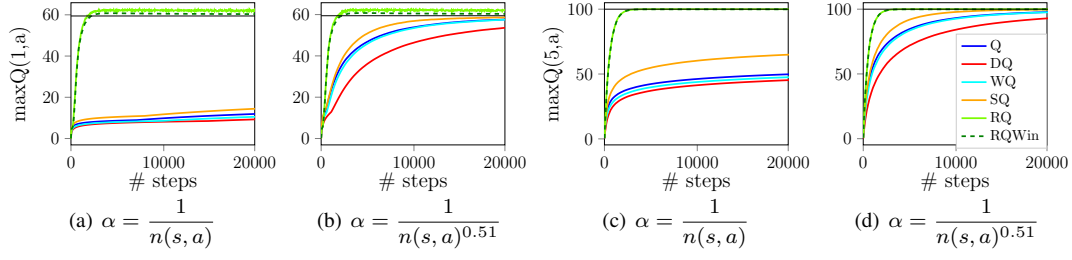 maxQ(1,a)
60
40
20
0
0
10000
20000
# steps
(a) α = 1/n(s, a)
60
40
20
0
0
10000
20000
# steps
(b) α = 1/n(s, a)^0.51
maxQ(5,a)
100
50
0
0
10000
20000
# steps
(c) α = 1/n(s, a)
100
50
0
0
10000
20000
Q
DQ
WQ
SQ
RQ
RQWin
# steps
(d) α = 1/n(s, a)^0.51